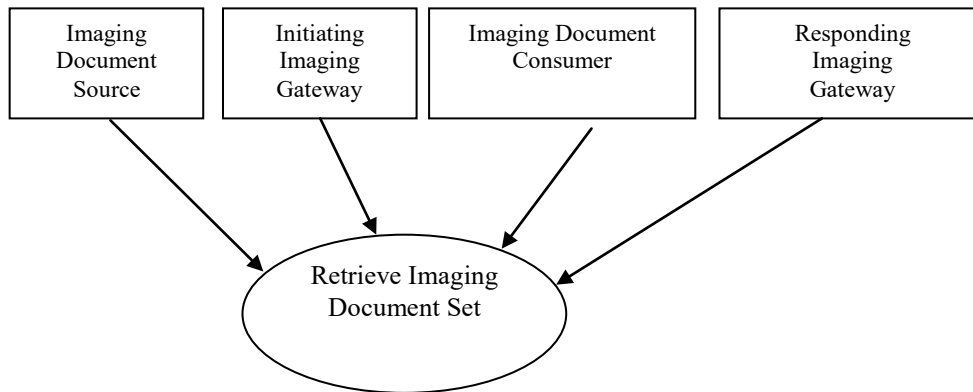 Imaging
Document
Source
Initiating
Imaging
Gateway
Imaging Document
Consumer
Responding
Imaging
Gateway
Retrieve Imaging
Document Set